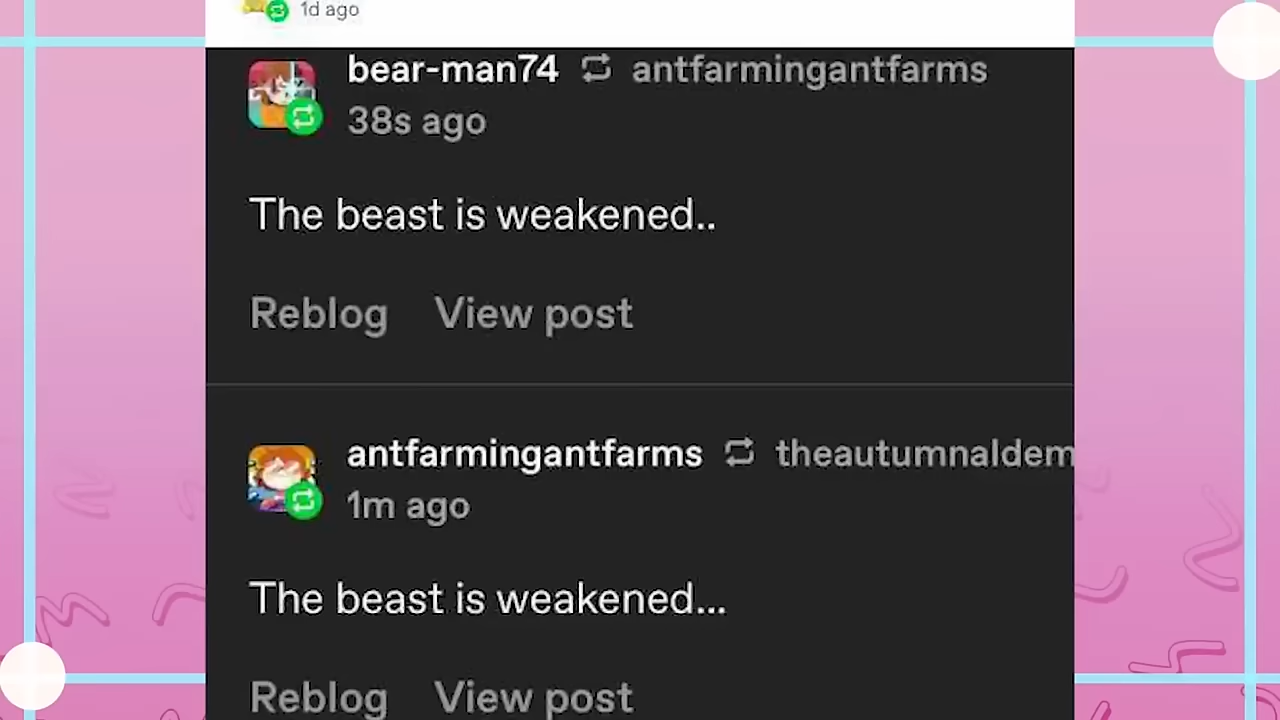 1d ago
bear-man74 antfarmingantfarms
38s ago
The beast is weakened..
Reblog View post
antfarmingantfarms theautumnaldem
1m ago
The beast is weakened...
Reblog View post